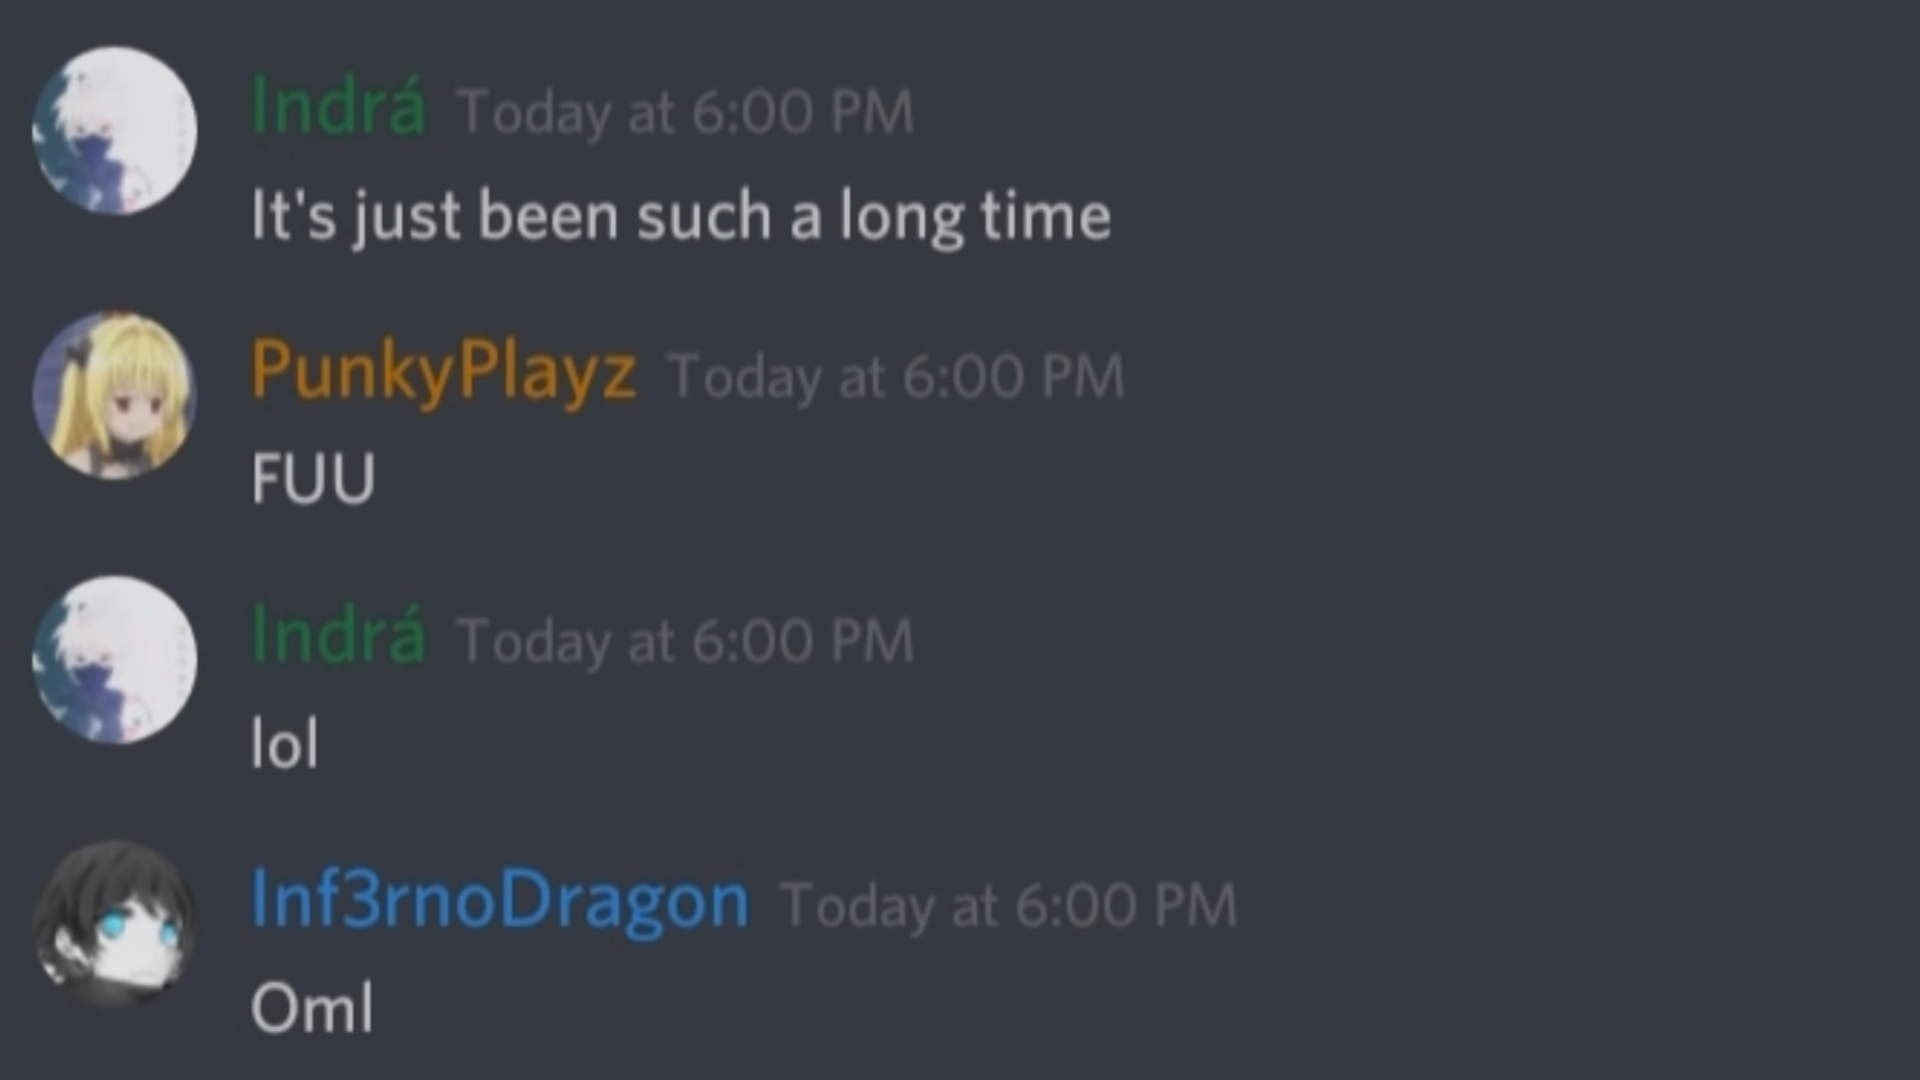 Indrá Today at 6:00 PM
It's just been such a long time
PunkyPlayz Today at 6:00 PM
FUU
Indrá Today at 6:00 PM
lol
Inf3rnoDragon Today at 6:00 PM
Oml